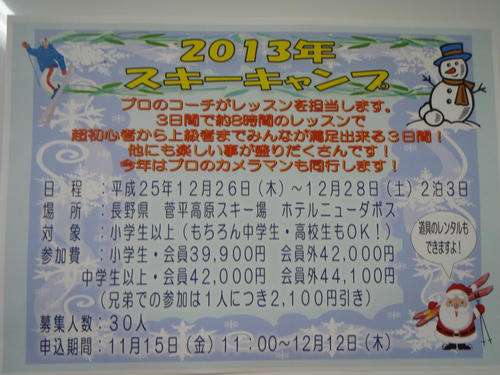 2013年
スキーキャンプ
プロのコーチがレッスンを担当します。
3日間で約8時間のレッスンで
超初心者から上級者までみんなが満足出来る3日間！
他にも楽しい事が盛りだくさんです！
今年はプロのカメラマンも同行します！
日　程　：平成25年12月26日（木）～12月28日（土）2泊3日
場　所　：長野県　菅平高原スキー場　ホテルニューダボス
対　象　：小学生以上（もちろん中学生・高校生もOK！）
参加費　：小学生・会員39,900円　会員外42,000円
中学生以上・会員42,000円　会員外44,100円
（兄弟での参加は1人につき2,100円引き）
募集人数：30人
申込期間：11月15日（金）11：00～12月12日（木）
道具のレンタルも
できますよ！